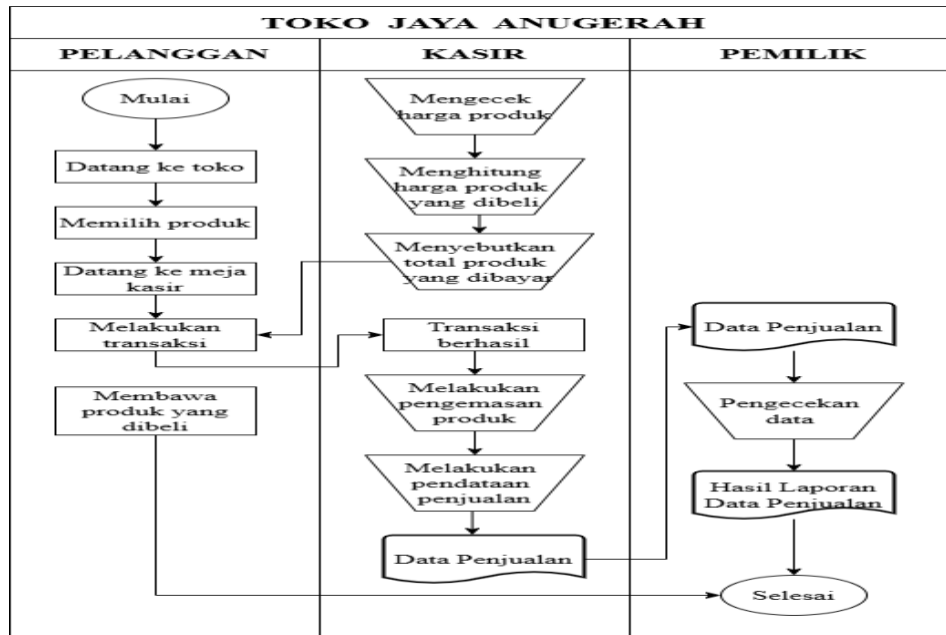 TOKO JAYA ANUGERAH
PELANGGAN
KASIR
PEMILIK
Mulai
Datang ke toko
Memilih produk
Datang ke meja
kasir
Melakukan
transaksi
Membawa
produk yang
dibeli
Mengecek
harga produk
Menghitung
harga produk
yang dibeli
Menyebutkan
total produk
yang dibayar
Transaksi
berhasil
Melakukan
pengemasan
produk
Melakukan
pendataan
penjualan
Data Penjualan
Data Penjualan
Pengecekan
data
Hasil Laporan
Data Penjualan
Selesai